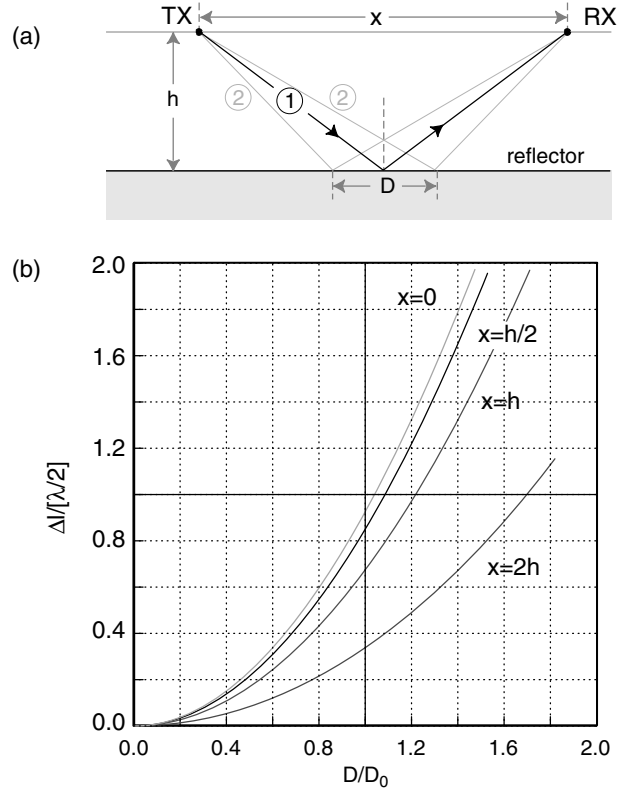 (a)
TX
x
RX
h
2
1
2
reflector
D
(b)
2.0
1.6
1.2
0.8
0.4
0.0
Δl/[λ/2]
x=0
x=h/2
x=h
x=2h
0.0 0.4 0.8 1.2 1.6 2.0
D/D₀